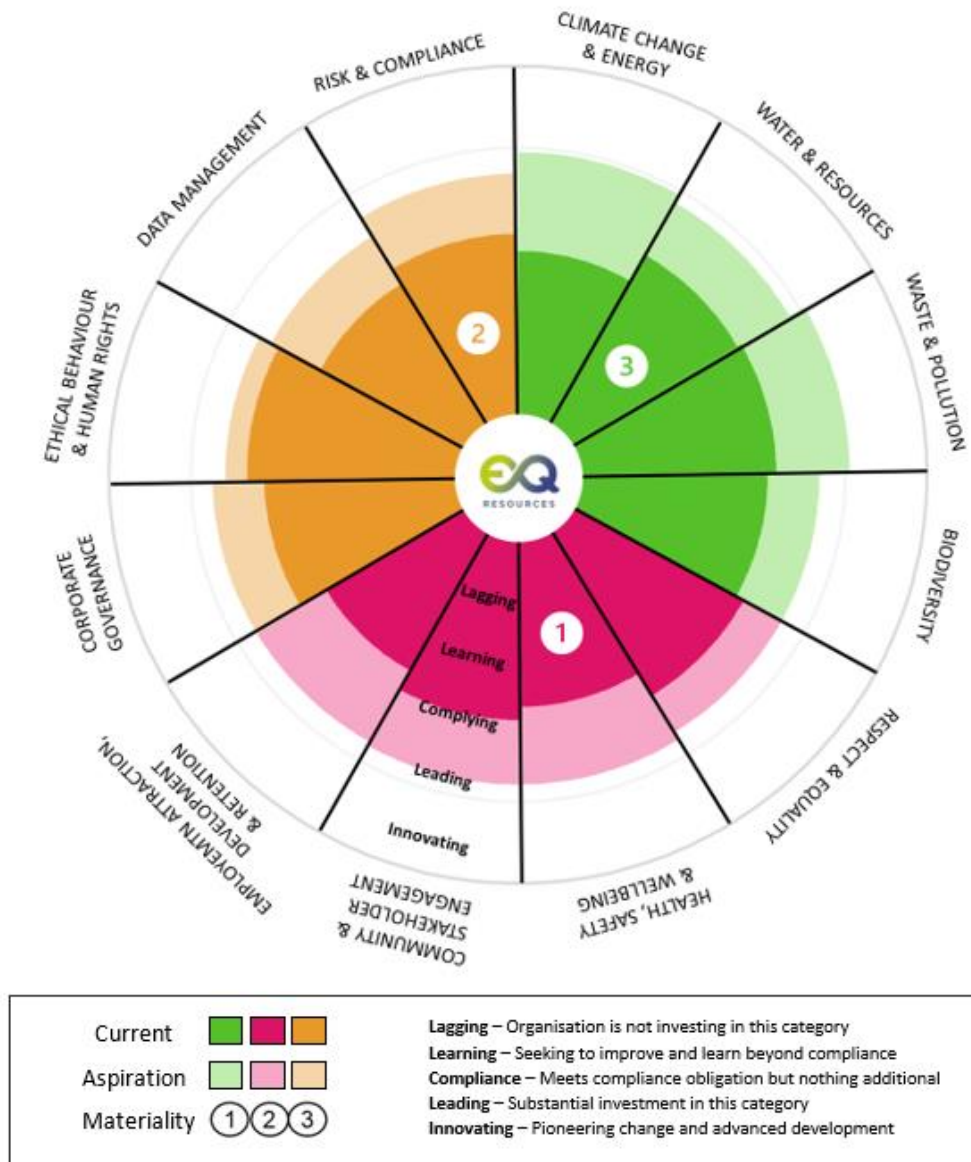 CLIMATE CHANGE
& ENERGY
WATER & RESOURCES
WASTE & POLLUTION
BIODIVERSITY
RESPECT & EQUALITY
HEALTH, SAFETY
& WELLBEING
COMMUNITY &
STAKEHOLDER
ENGAGEMENT
EMPLOYEMTN ATTRACTION,
DEVELOPMENT
& RETENTION
CORPORATE
GOVERNANCE
ETHICAL BEHAVIOUR
& HUMAN RIGHTS
DATA MANAGEMENT
RISK & COMPLIANCE
2
3
EQ
RESOURCES
1
Lagging
Learning
Complying
Leading
Innovating
Current
Aspiration
Materiality 1 2 3
Lagging – Organisation is not investing in this category
Learning – Seeking to improve and learn beyond compliance
Compliance – Meets compliance obligation but nothing additional
Leading – Substantial investment in this category
Innovating – Pioneering change and advanced development